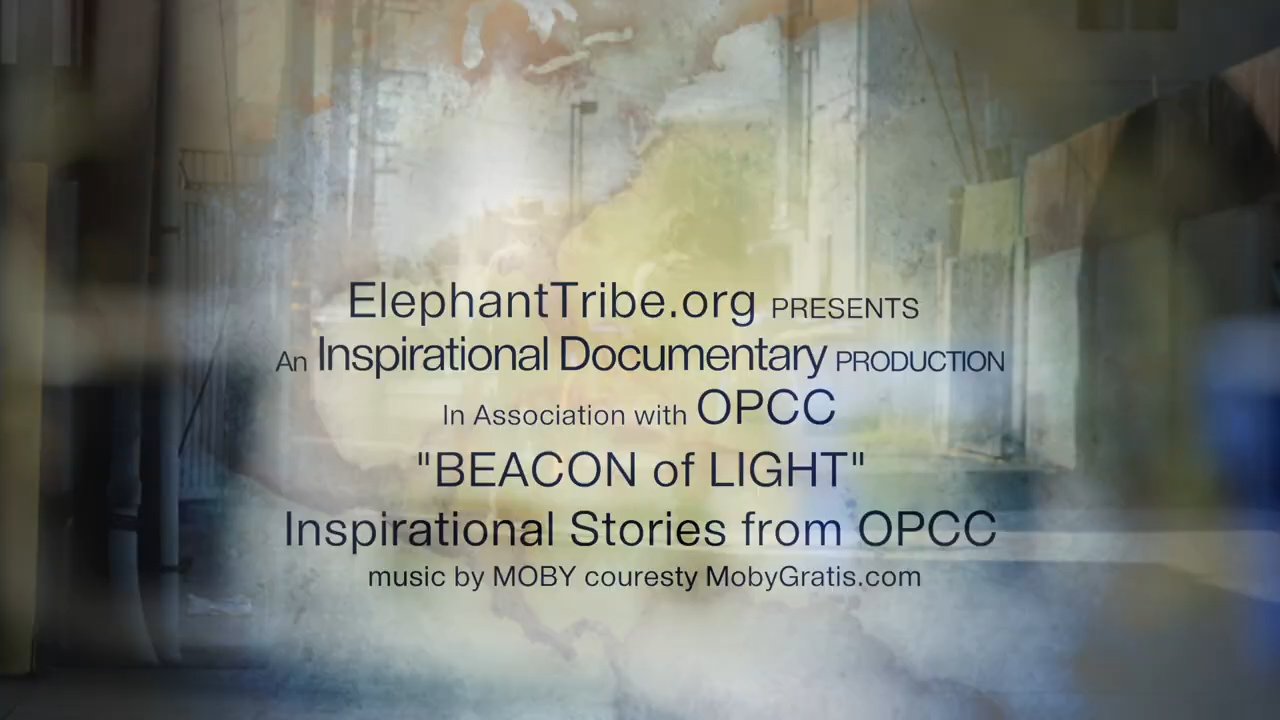 ElephantTribe.org PRESENTS
An Inspirational Documentary PRODUCTION
In Association with OPCC
"BEACON of LIGHT"
Inspirational Stories from OPCC
music by MOBY couresty MobyGratis.com